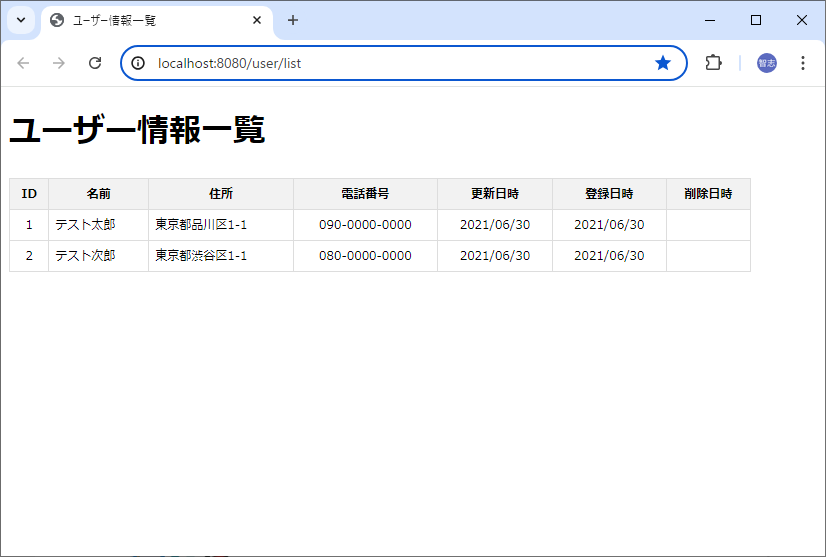 ユーザー情報一覧
localhost:8080/user/list
智志
ユーザー情報一覧
ID 名前 住所 電話番号 更新日時 登録日時 削除日時
1 テスト太郎 東京都品川区1-1 090-0000-0000 2021/06/30 2021/06/30
2 テスト次郎 東京都渋谷区1-1 080-0000-0000 2021/06/30 2021/06/30